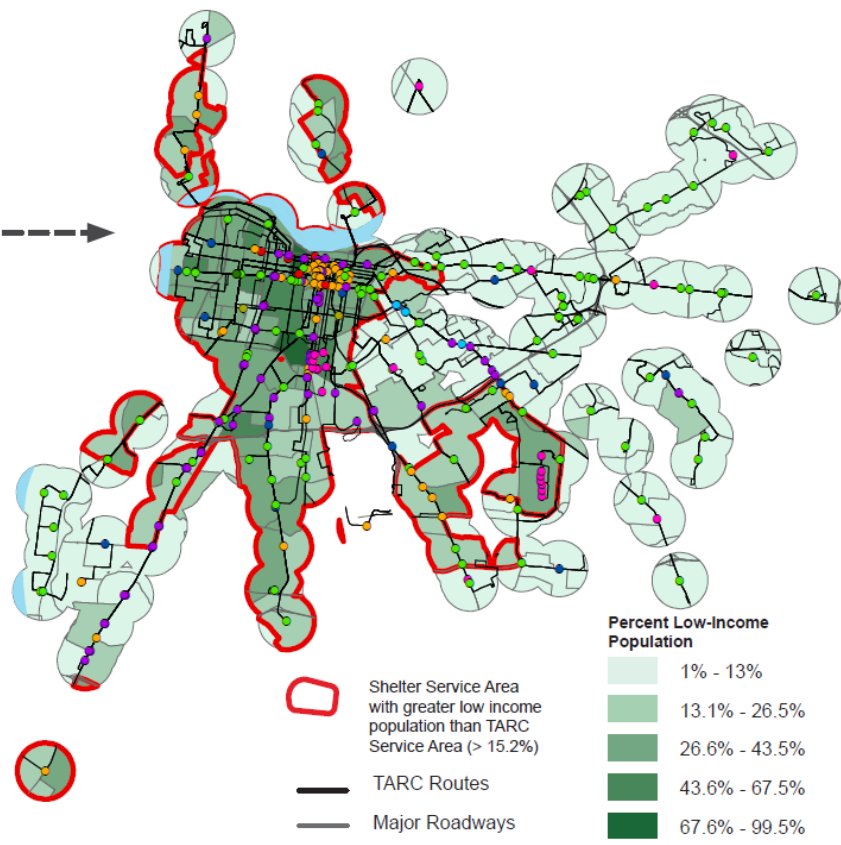 Percent Low-Income
Population
1% - 13%
13.1% - 26.5%
26.6% - 43.5%
43.6% - 67.5%
67.6% - 99.5%
Shelter Service Area
with greater low income
population than TARC
Service Area (> 15.2%)
TARC Routes
Major Roadways